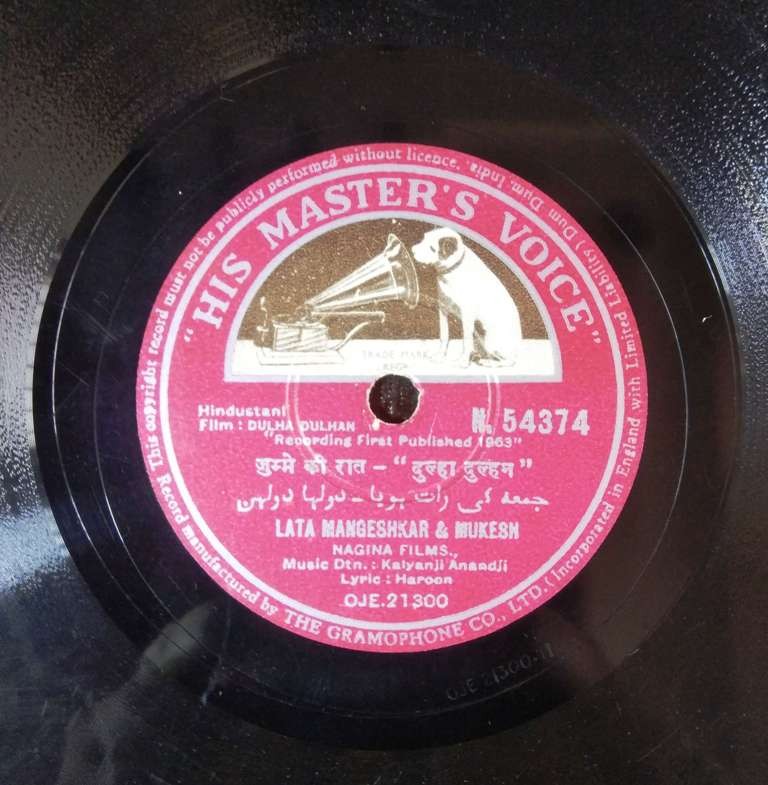 This copyright record must not be publicly performed without licence.
"HIS MASTER'S VOICE"
TRADE MARK
REGD
Hindustani
Film : DULHA DULHAN
N. 54374
"Recording First Published 1963"
जुम्मे की रात - “दुल्हा दुल्हन”
جمعہ کی رات ہویا - دولہا دولہن
LATA MANGESHKAR & MUKESH
NAGINA FILMS.,
Music Dtn. : Kalyanji Anandji
Lyric : Haroon
OJE.21300
Record manufactured by THE GRAMOPHONE CO., LTD. (Incorporated in England with Limited Liability) Dum Dum, India.